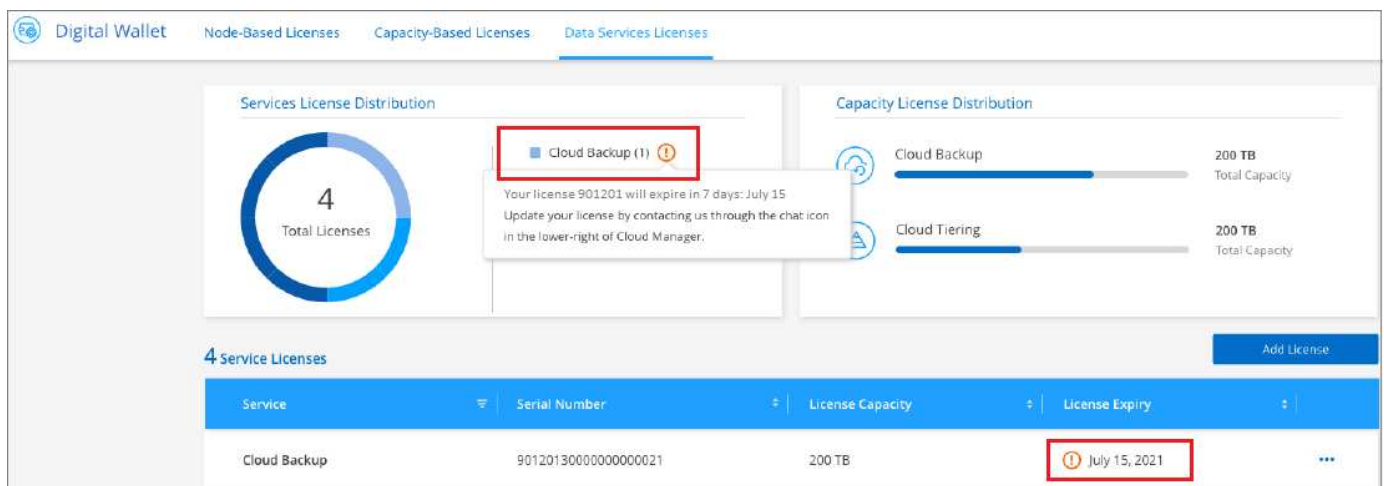 Digital Wallet
Node-Based Licenses
Capacity-Based Licenses
Data Services Licenses
Services License Distribution
4
Total Licenses
Cloud Backup (1)
Your license 901201 will expire in 7 days: July 15
Update your license by contacting us through the chat icon
in the lower-right of Cloud Manager.
Capacity License Distribution
Cloud Backup
200 TB
Total Capacity
Cloud Tiering
200 TB
Total Capacity
4 Service Licenses
Add License
Service
Serial Number
License Capacity
License Expiry
Cloud Backup
90120130000000000021
200 TB
July 15, 2021